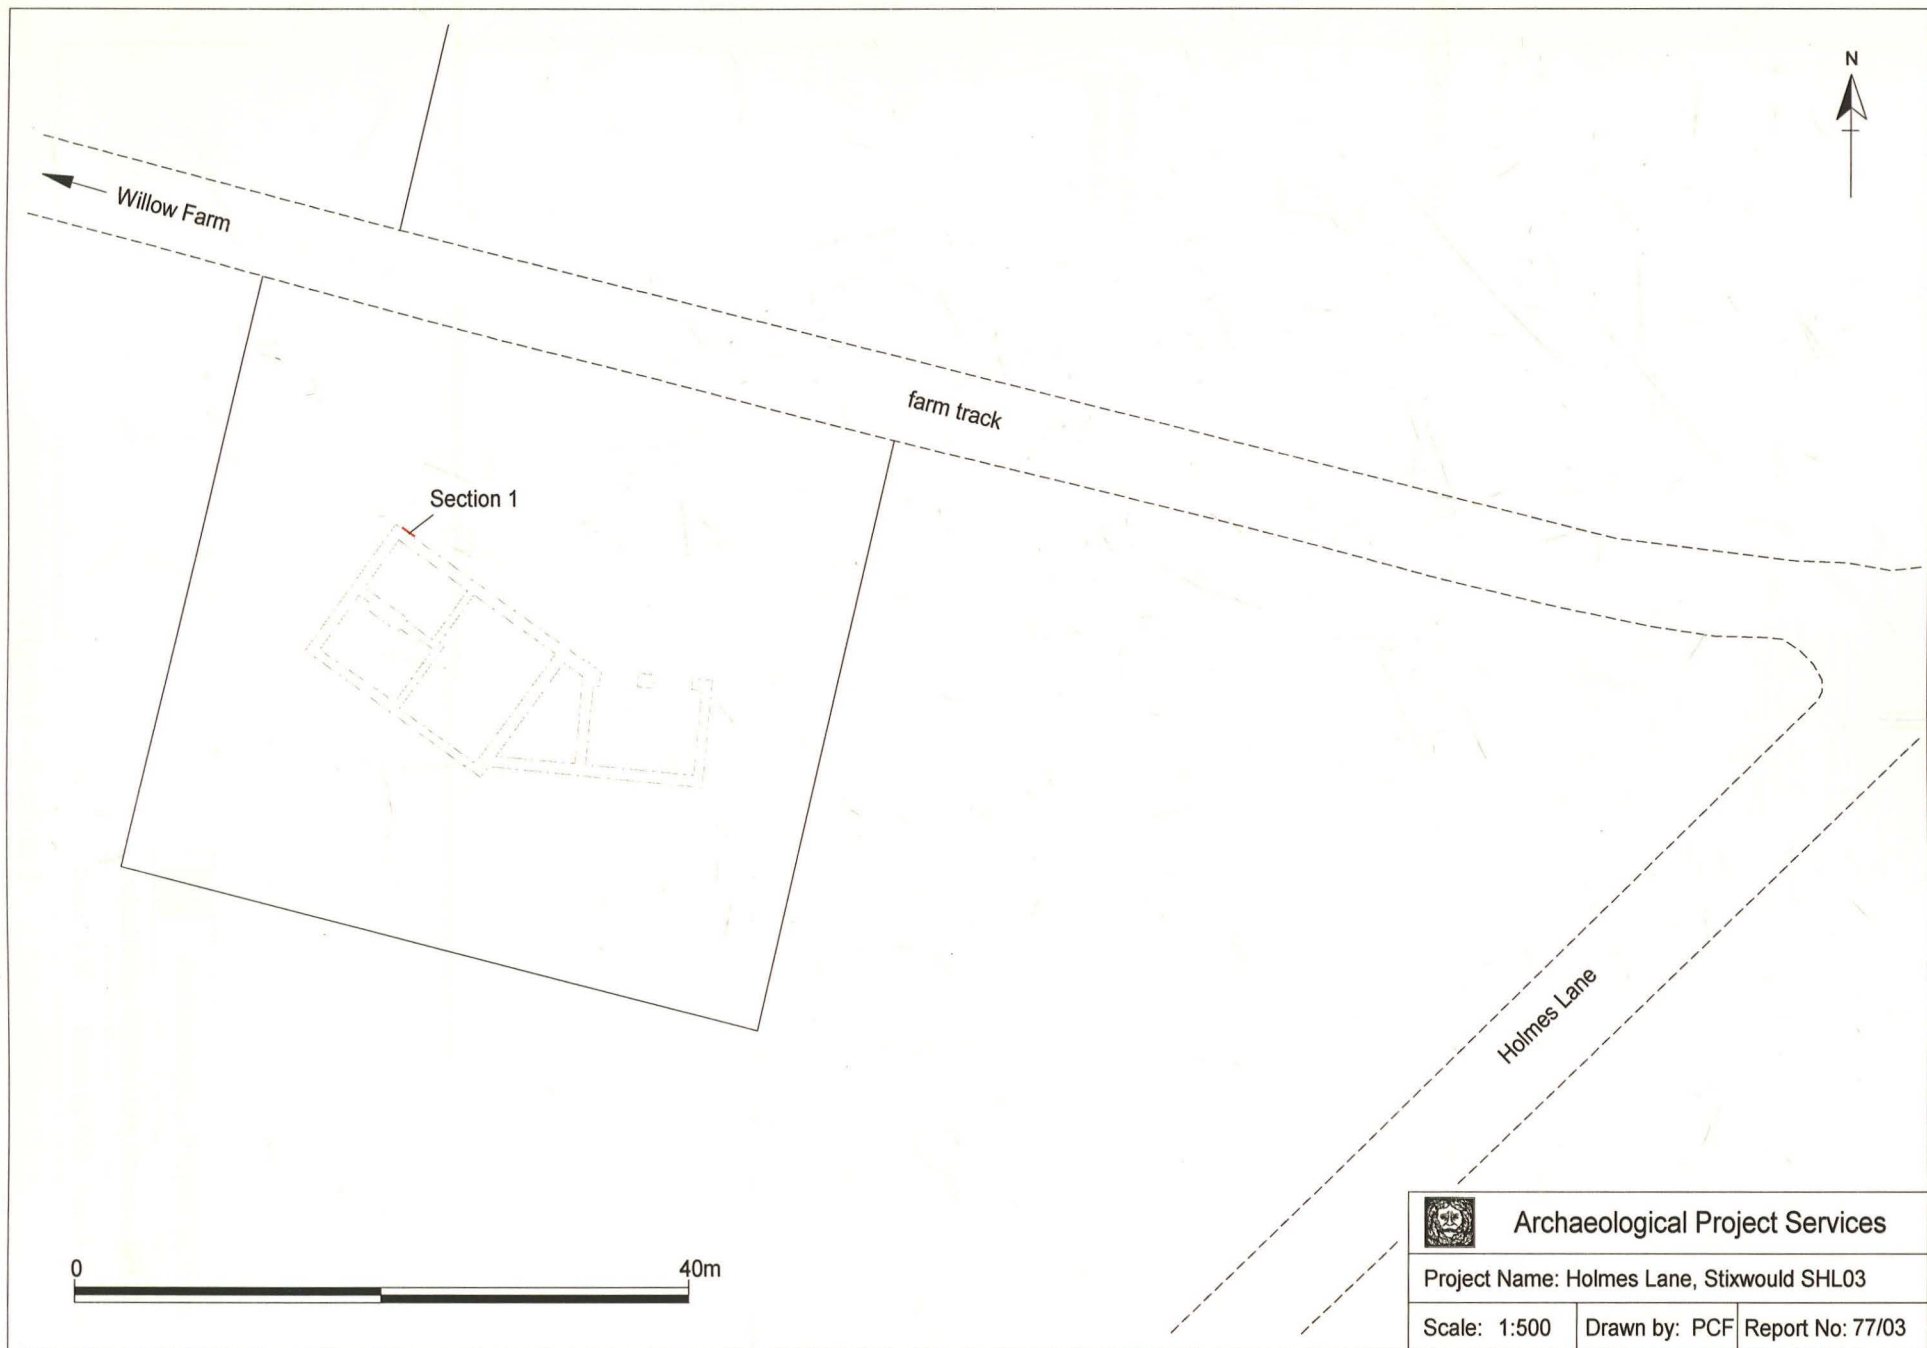 N
Willow Farm
farm track
Section 1
Holmes Lane
0 40m
Archaeological Project Services
Project Name: Holmes Lane, Stixwould SHL03
Scale: 1:500 Drawn by: PCF Report No: 77/03